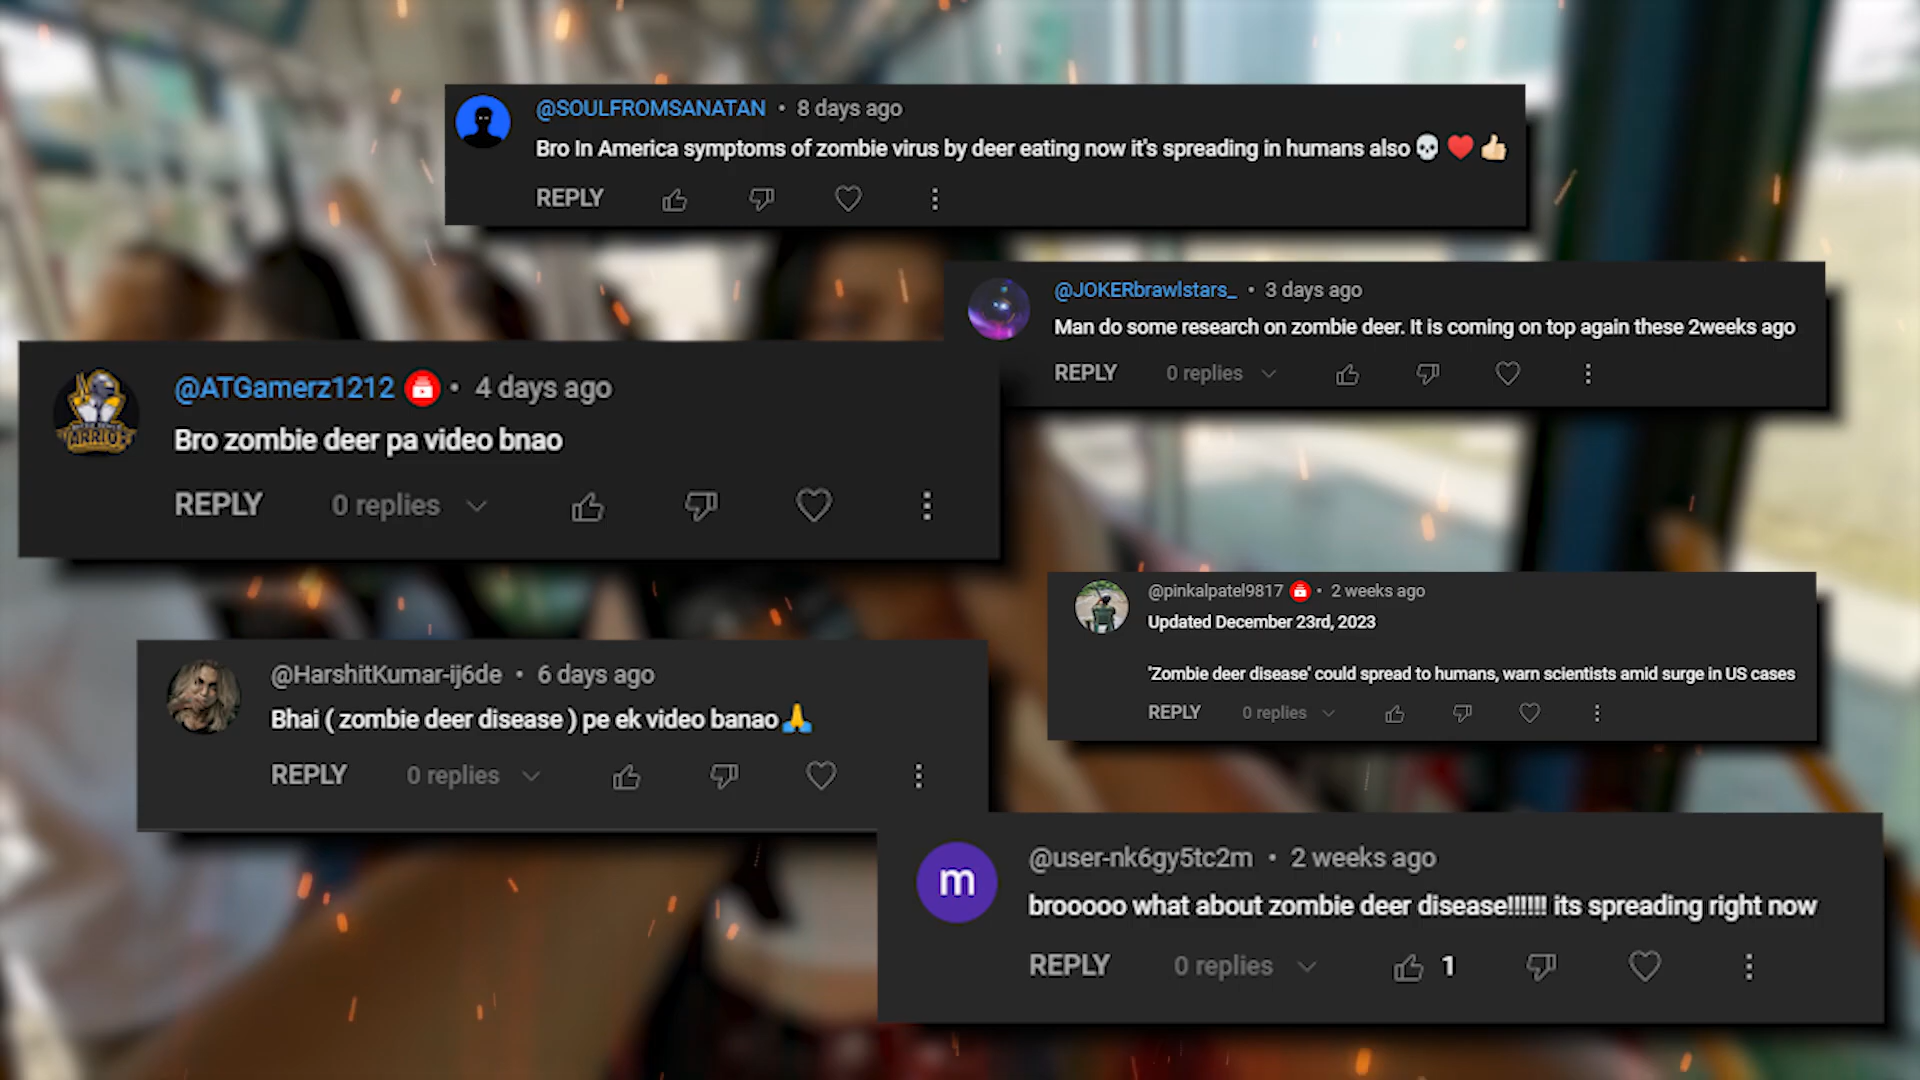 @SOULFROMSANATAN • 8 days ago
Bro In America symptoms of zombie virus by deer eating now it's spreading in humans also 💀 ❤️ 👍🏻
REPLY
@JOKERbrawlstars_ • 3 days ago
Man do some research on zombie deer. It is coming on top again these 2weeks ago
REPLY 0 replies
@ATGamerz1212 • 4 days ago
Bro zombie deer pa video bnao
REPLY 0 replies
ARRIO
@pinkalpatel9817 • 2 weeks ago
Updated December 23rd, 2023
'Zombie deer disease' could spread to humans, warn scientists amid surge in US cases
REPLY 0 replies
@HarshitKumar-ij6de • 6 days ago
Bhai ( zombie deer disease ) pe ek video banao🙏
REPLY 0 replies
m
@user-nk6gy5tc2m • 2 weeks ago
brooooo what about zombie deer disease!!!!!! its spreading right now
REPLY 0 replies 1